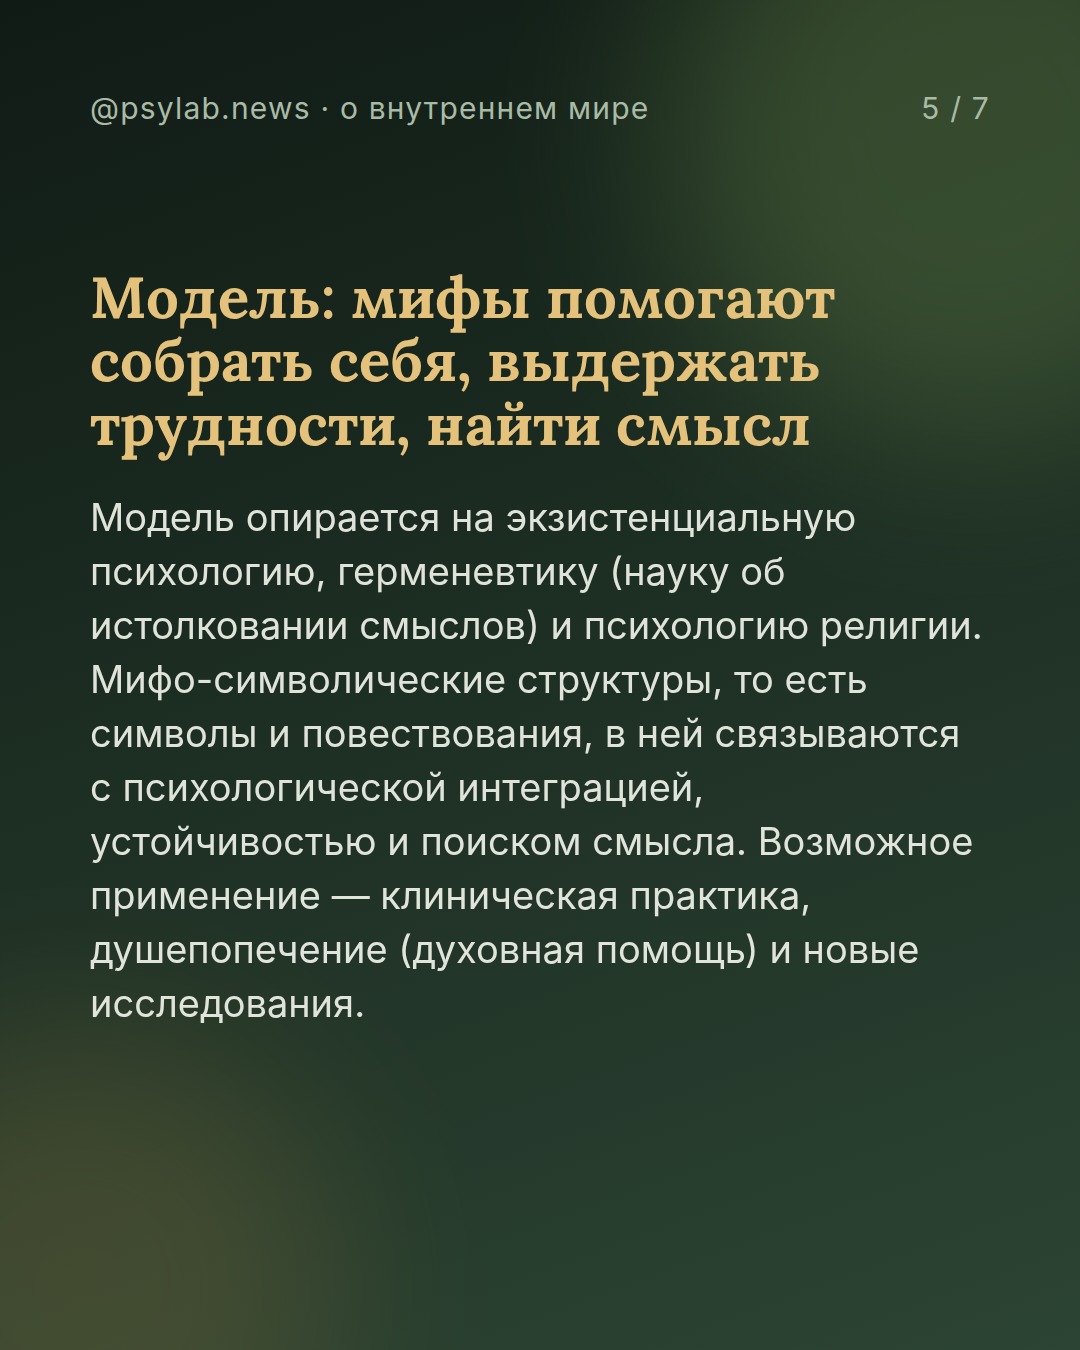 @psylab.news · о внутреннем мире
5 / 7
Модель: мифы помогают
собрать себя, выдержать
трудности, найти смысл
Модель опирается на экзистенциальную
психологию, герменевтику (науку об
истолковании смыслов) и психологию религии.
Мифо-символические структуры, то есть
символы и повествования, в ней связываются
с психологической интеграцией,
устойчивостью и поиском смысла. Возможное
применение — клиническая практика,
душепопечение (духовная помощь) и новые
исследования.